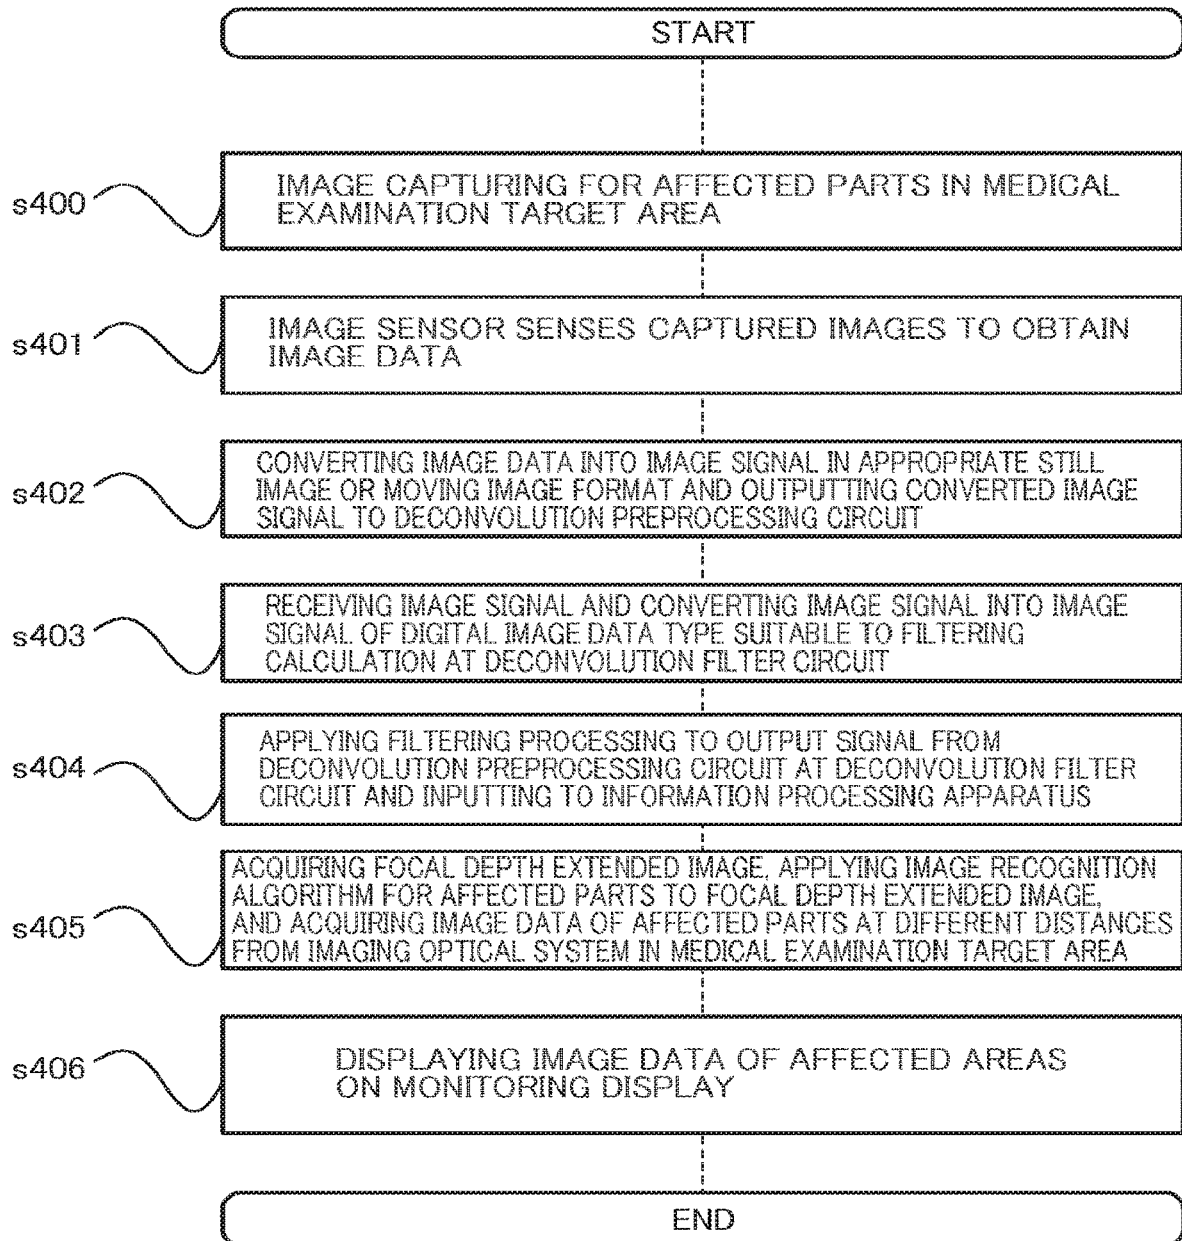 START
s400
IMAGE CAPTURING FOR AFFECTED PARTS IN MEDICAL
EXAMINATION TARGET AREA
s401
IMAGE SENSOR SENSES CAPTURED IMAGES TO OBTAIN
IMAGE DATA
s402
CONVERTING IMAGE DATA INTO IMAGE SIGNAL IN APPROPRIATE STILL
IMAGE OR MOVING IMAGE FORMAT AND OUTPUTTING CONVERTED IMAGE
SIGNAL TO DECONVOLUTION PREPROCESSING CIRCUIT
s403
RECEIVING IMAGE SIGNAL AND CONVERTING IMAGE SIGNAL INTO IMAGE
SIGNAL OF DIGITAL IMAGE DATA TYPE SUITABLE TO FILTERING
CALCULATION AT DECONVOLUTION FILTER CIRCUIT
s404
APPLYING FILTERING PROCESSING TO OUTPUT SIGNAL FROM
DECONVOLUTION PREPROCESSING CIRCUIT AT DECONVOLUTION FILTER
CIRCUIT AND INPUTTING TO INFORMATION PROCESSING APPARATUS
s405
ACQUIRING FOCAL DEPTH EXTENDED IMAGE, APPLYING IMAGE RECOGNITION
ALGORITHM FOR AFFECTED PARTS TO FOCAL DEPTH EXTENDED IMAGE,
AND ACQUIRING IMAGE DATA OF AFFECTED PARTS AT DIFFERENT DISTANCES
FROM IMAGING OPTICAL SYSTEM IN MEDICAL EXAMINATION TARGET AREA
s406
DISPLAYING IMAGE DATA OF AFFECTED AREAS
ON MONITORING DISPLAY
END